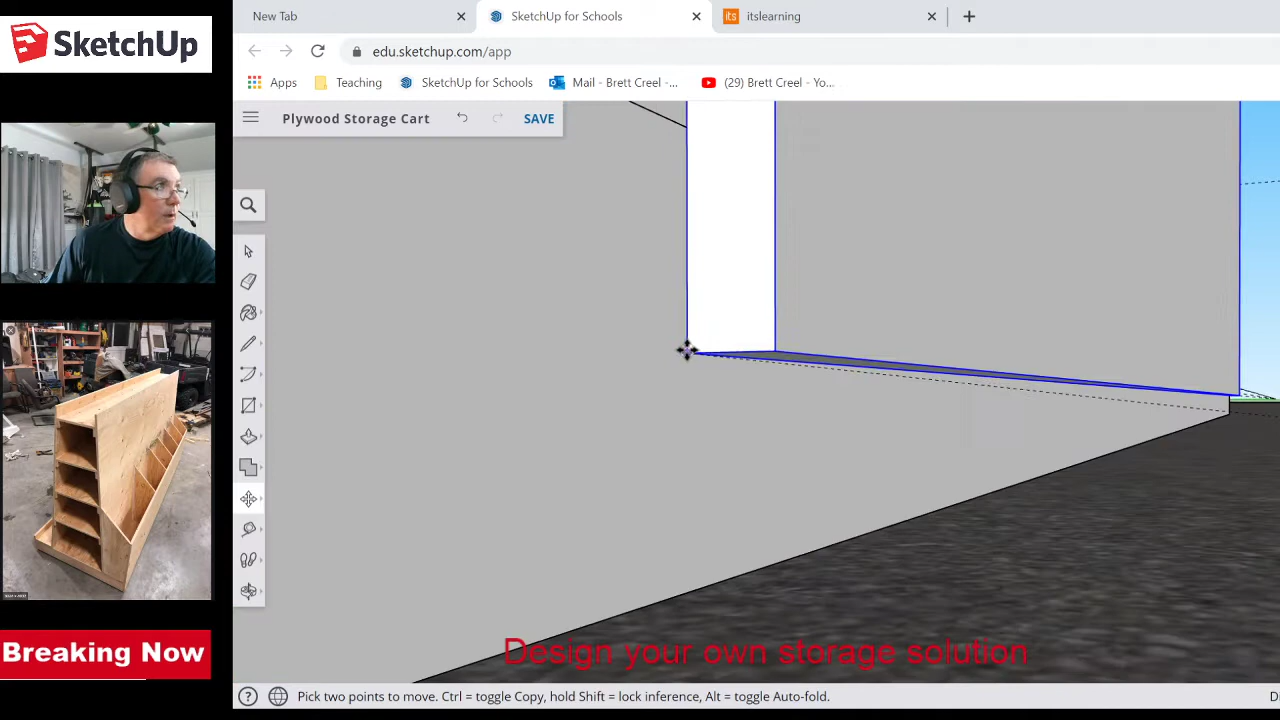 SketchUp
New Tab
SketchUp for Schools
its
itslearning
edu.sketchup.com/app
Apps
Teaching
SketchUp for Schools
Mail - Brett Creel -...
(29) Brett Creel - Yo...
Plywood Storage Cart
SAVE
Breaking Now
Design your own storage solution
Pick two points to move. Ctrl = toggle Copy, hold Shift = lock inference, Alt = toggle Auto-fold.